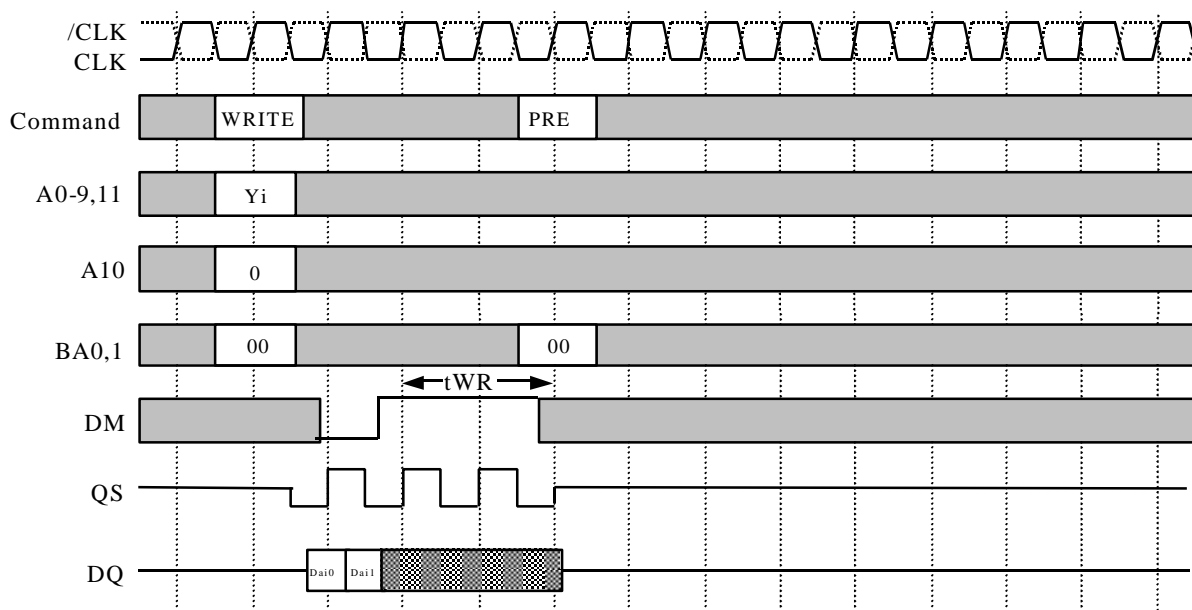 /CLK
CLK
Command WRITE PRE
A0-9,11 Yi
A10 0
BA0,1 00 00
tWR
DM
QS
DQ Dai0 Dai1